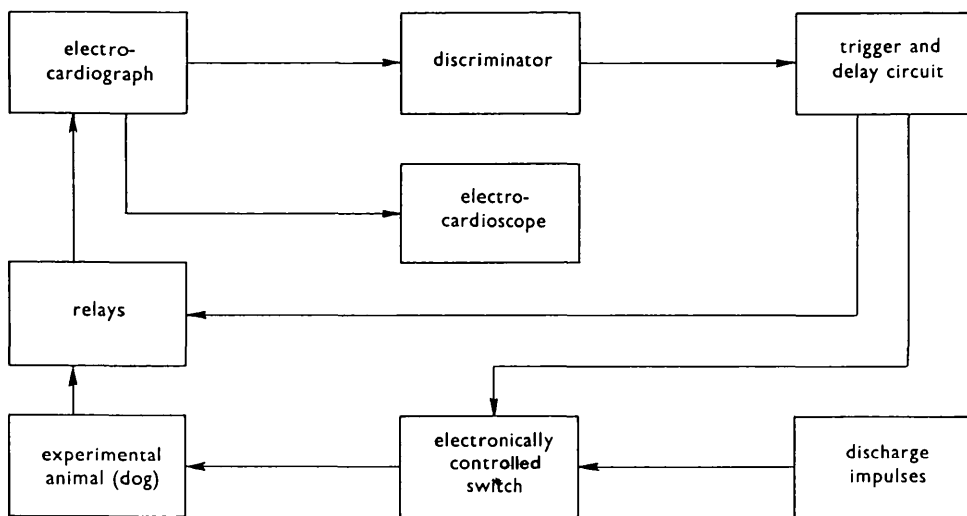 electro-
cardiograph
discriminator
trigger and
delay circuit
electro-
cardioscope
relays
experimental
animal (dog)
electronically
controlled
switch
discharge
impulses